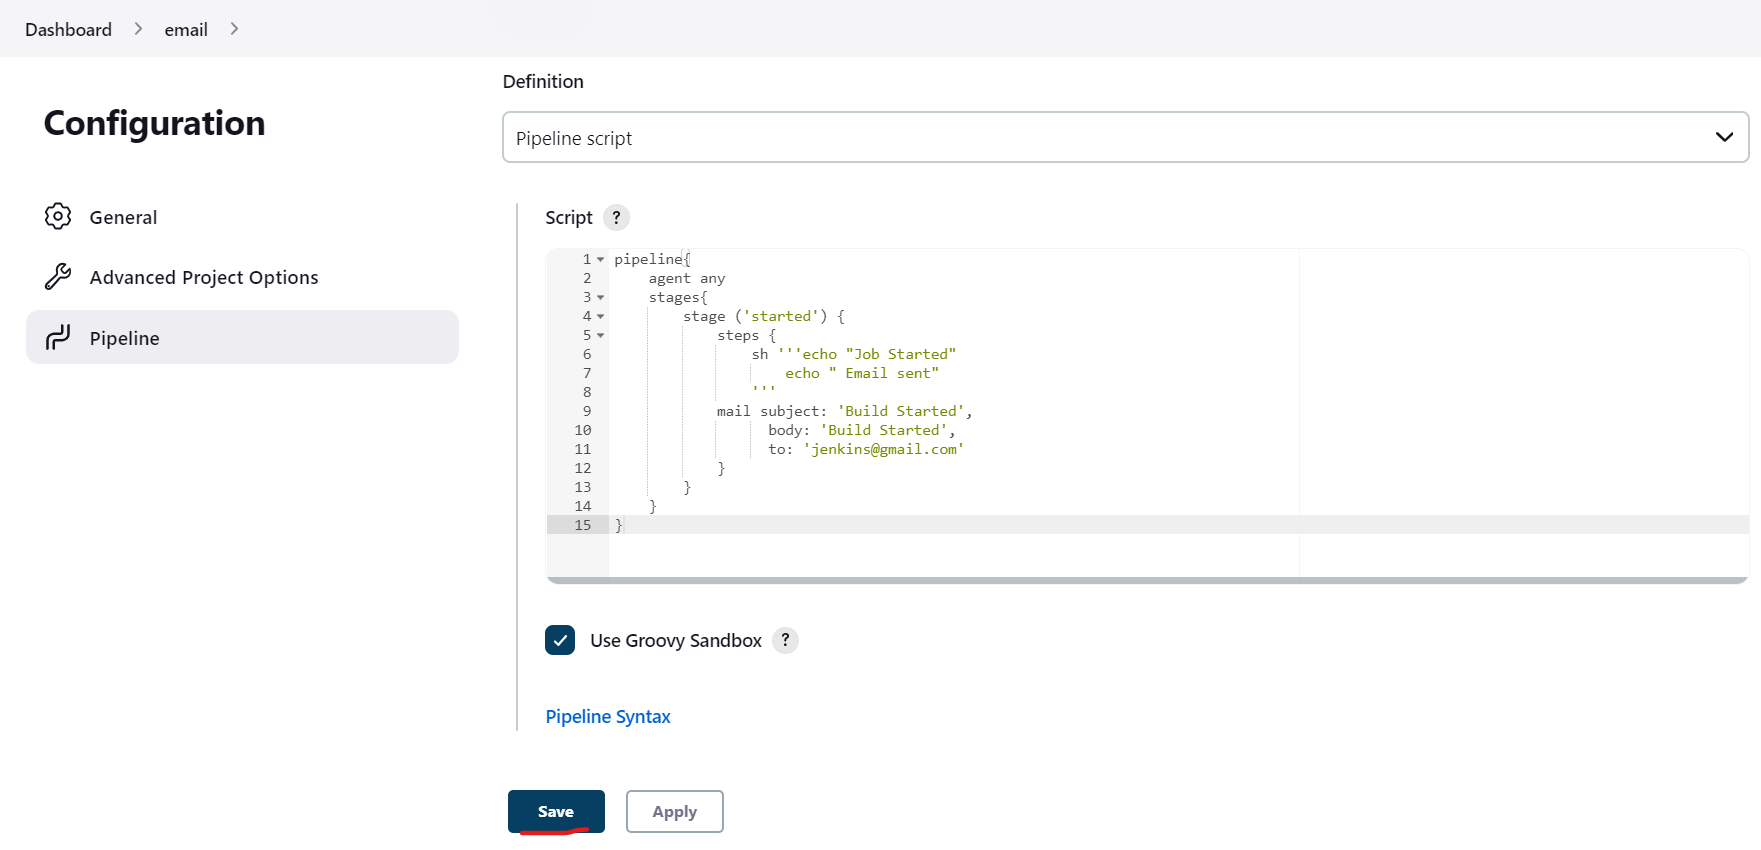 Dashboard > email >
Configuration
General
Advanced Project Options
Pipeline
Definition
Pipeline script
Script ?
1 pipeline{
2     agent any
3     stages{
4         stage ('started') {
5             steps {
6                 sh '''echo "Job Started"
7                     echo " Email sent"
8                 '''
9             mail subject: 'Build Started',
10                  body: 'Build Started',
11                  to: 'jenkins@gmail.com'
12            }
13        }
14    }
15 }
Use Groovy Sandbox ?
Pipeline Syntax
Save Apply